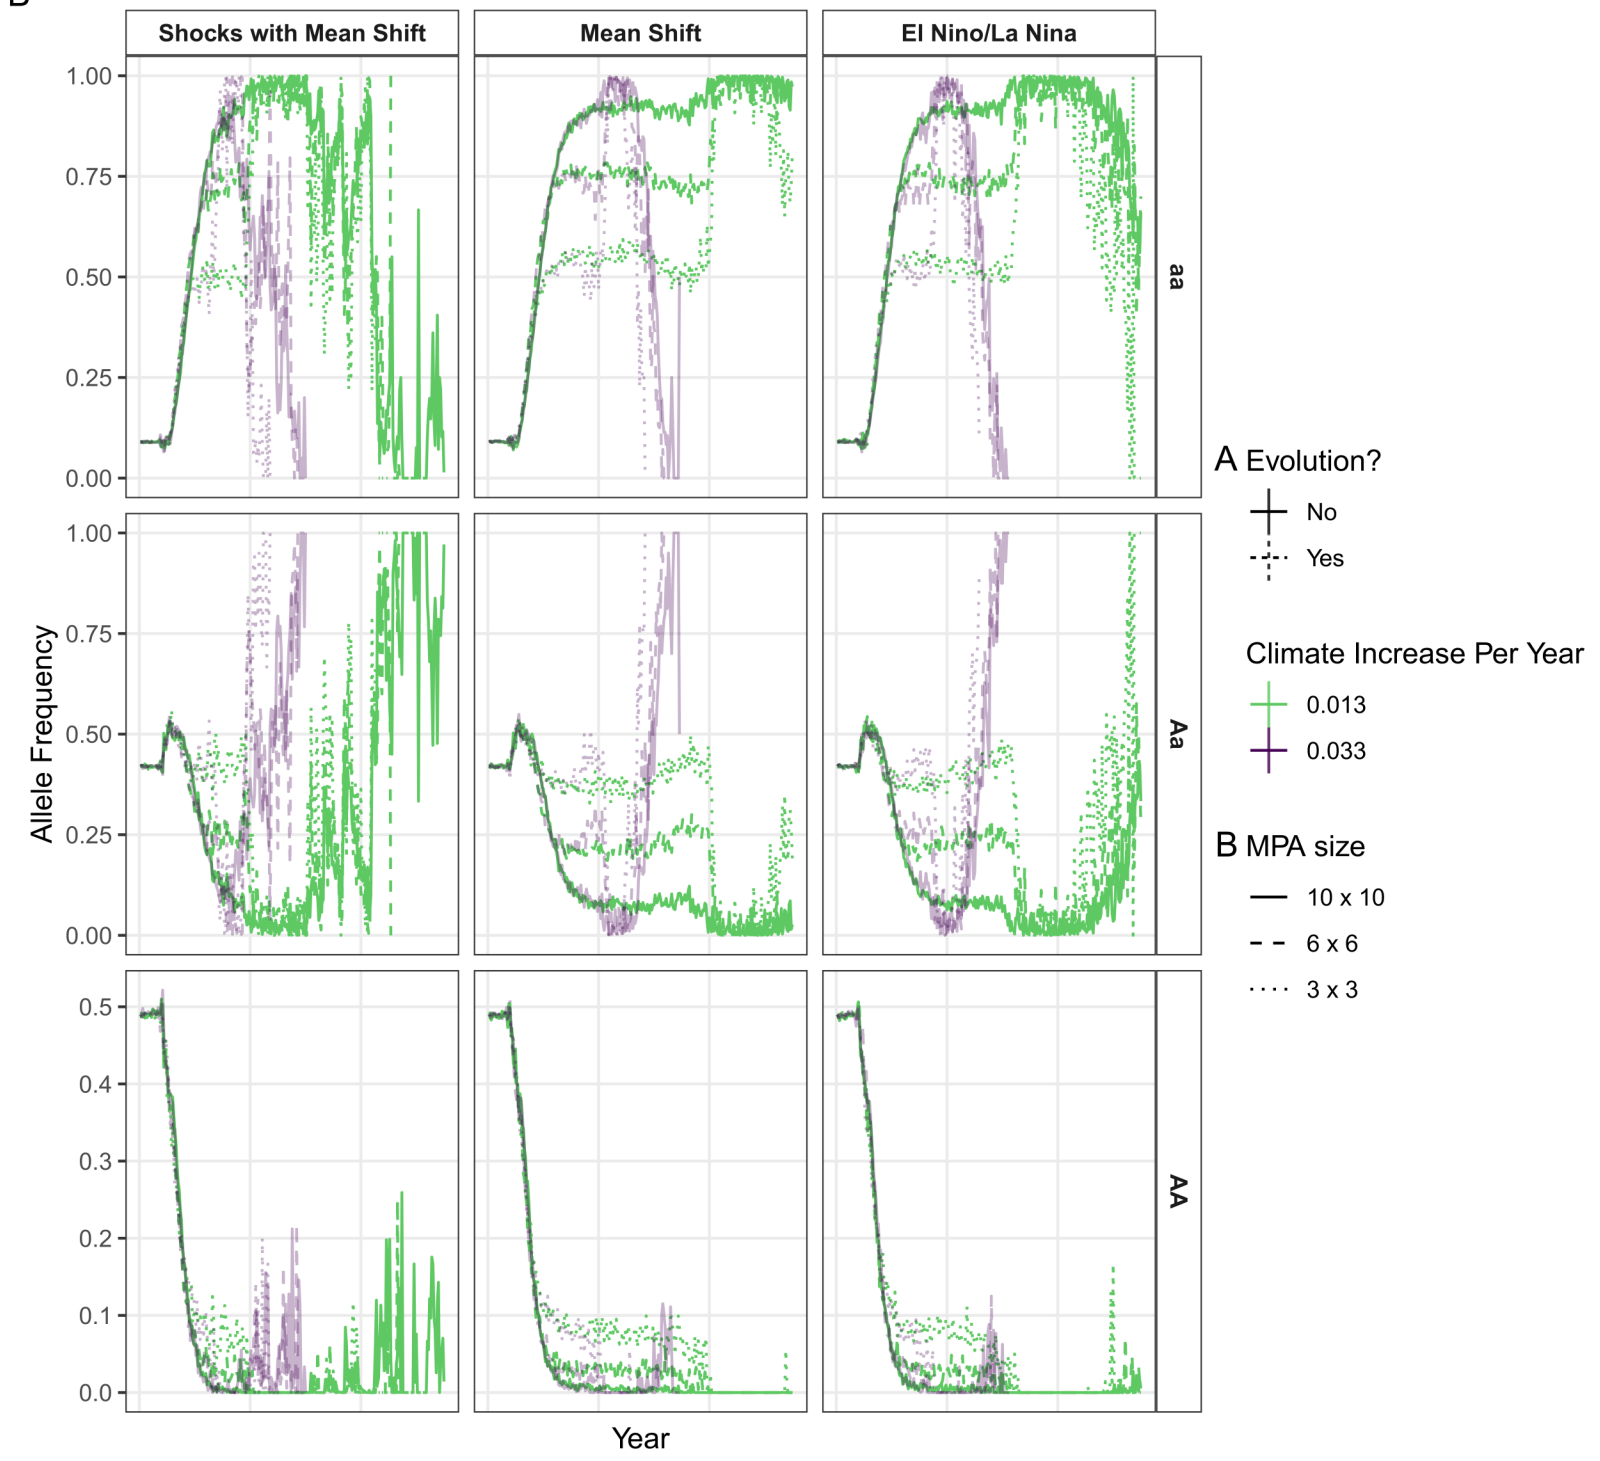 Shocks with Mean Shift
Mean Shift
El Nino/La Nina
1.00
0.75
0.50
0.25
0.00
aa
1.00
0.75
0.50
0.25
0.00
Aa
0.5
0.4
0.3
0.2
0.1
0.0
AA
Allele Frequency
Year
A Evolution?
No
Yes
Climate Increase Per Year
0.013
0.033
B MPA size
10 x 10
6 x 6
3 x 3